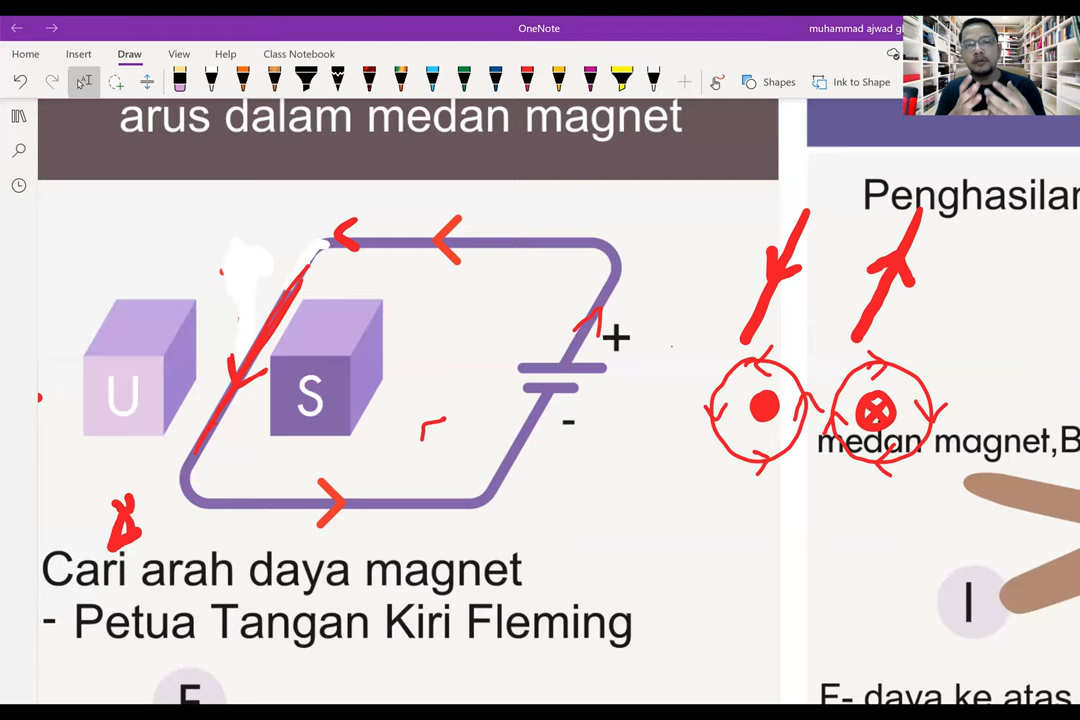 OneNote
muhammad ajwad g
Home Insert Draw View Help Class Notebook
Shapes Ink to Shape
arus dalam medan magnet
Penghasilan
+
U S
-
medan magnet,B
Cari arah daya magnet
- Petua Tangan Kiri Fleming
I
F
F- daya ke atas